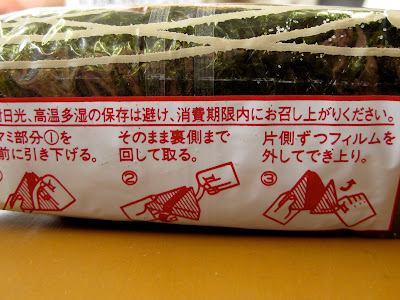 射日光、高温多湿の保存は避け、消費期限内にお召し上がりください。
マミ部分①を
前に引き下げる。
そのまま裏側まで
回して取る。
片側ずつフィルムを
外してでき上り。
②
③